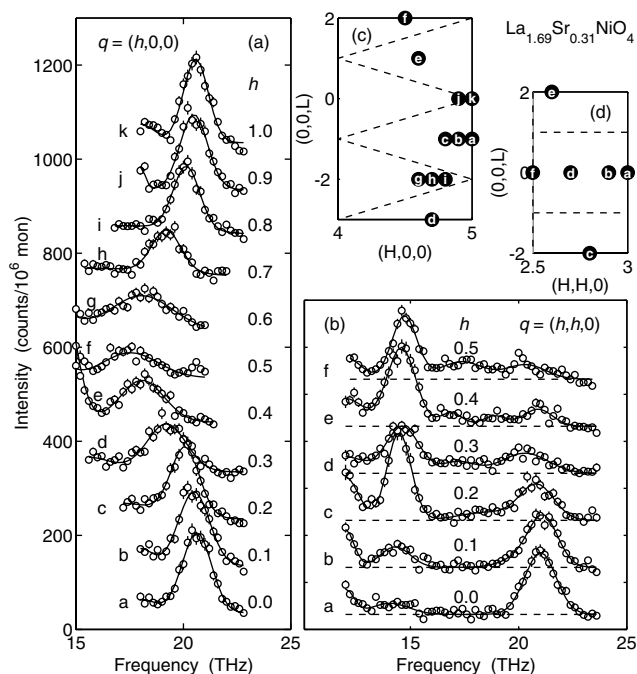 q = (h,0,0)
(a)
h
1200
1000
800
600
400
200
0
Intensity (counts/10^6 mon)
k
1.0
j
0.9
i
0.8
h
0.7
g
0.6
f
0.5
e
0.4
d
0.3
c
0.2
b
0.1
a
0.0
15 20 25
Frequency (THz)
(c)
2
0
-2
(0,0,L)
f
e
j k
c b a
g h i
d
4 5
(H,0,0)
La1.69Sr0.31NiO4
(d)
2
0
-2
(0,0,L)
e
f d b a
c
2.5 3
(H,H,0)
(b)
h
q = (h,h,0)
f
0.5
e
0.4
d
0.3
c
0.2
b
0.1
a
0.0
15 20 25
Frequency (THz)